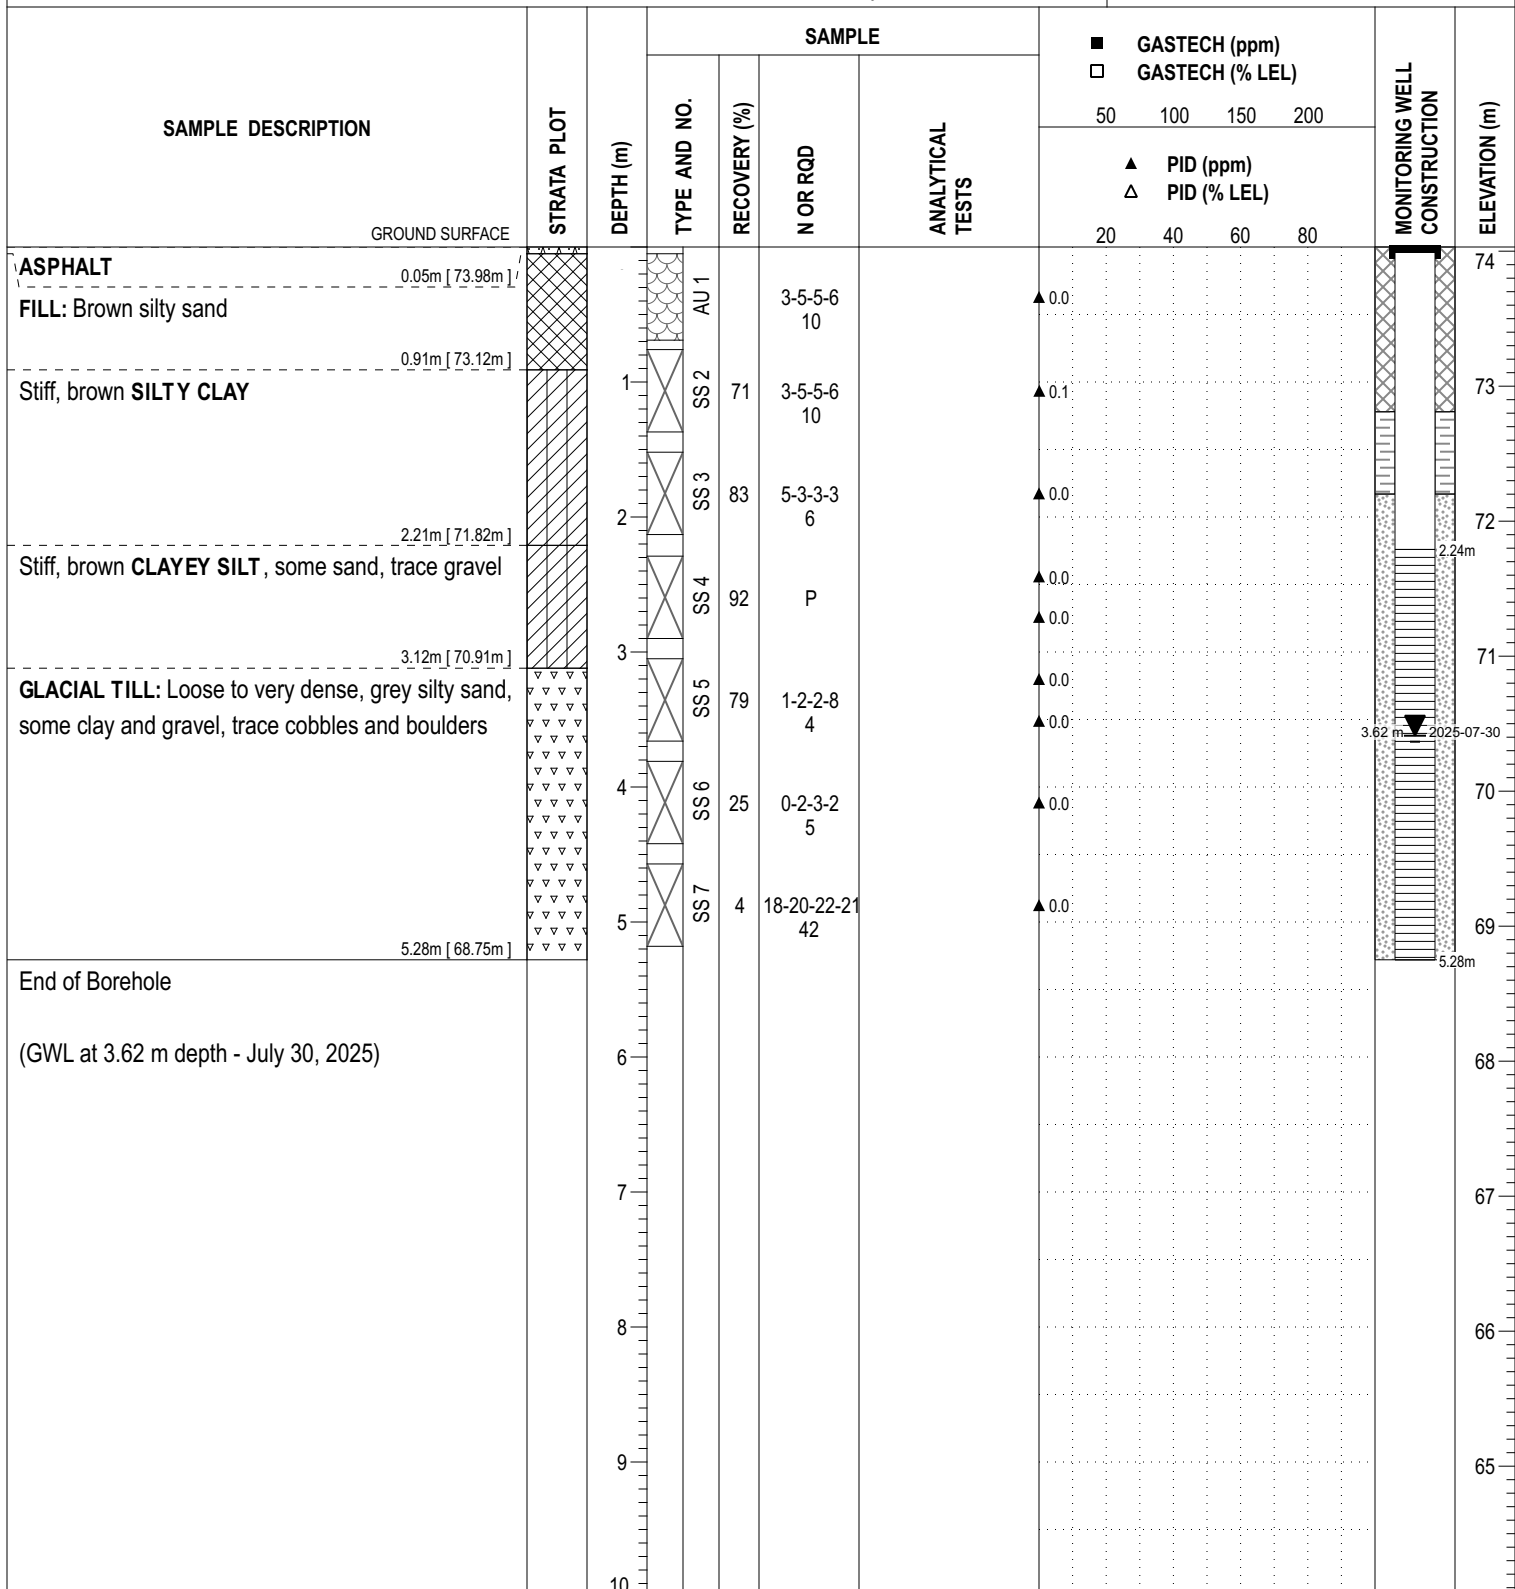 SAMPLE
■ GASTECH (ppm)
□ GASTECH (% LEL)
50 100 150 200
▲ PID (ppm)
△ PID (% LEL)
20 40 60 80
SAMPLE DESCRIPTION
STRATA PLOT
DEPTH (m)
TYPE AND NO.
RECOVERY (%)
N OR RQD
ANALYTICAL
TESTS
MONITORING WELL
CONSTRUCTION
ELEVATION (m)
GROUND SURFACE
ASPHALT
0.05m [ 73.98m ]
74
FILL: Brown silty sand
AU 1
3-5-5-6
10
▲ 0.0
0.91m [ 73.12m ]
Stiff, brown SILTY CLAY
1
SS 2
71
3-5-5-6
10
▲ 0.1
73
SS 3
83
5-3-3-3
6
▲ 0.0
2
72
2.21m [ 71.82m ]
2.24m
Stiff, brown CLAYEY SILT, some sand, trace gravel
SS 4
92
P
▲ 0.0
▲ 0.0
3
71
3.12m [ 70.91m ]
GLACIAL TILL: Loose to very dense, grey silty sand,
some clay and gravel, trace cobbles and boulders
SS 5
79
1-2-2-8
4
▲ 0.0
▲ 0.0
3.62 m
2025-07-30
4
SS 6
25
0-2-3-2
5
▲ 0.0
70
SS 7
4
18-20-22-21
42
▲ 0.0
5
69
5.28m [ 68.75m ]
5.28m
End of Borehole
(GWL at 3.62 m depth - July 30, 2025)
6
68
7
67
8
66
9
65
10